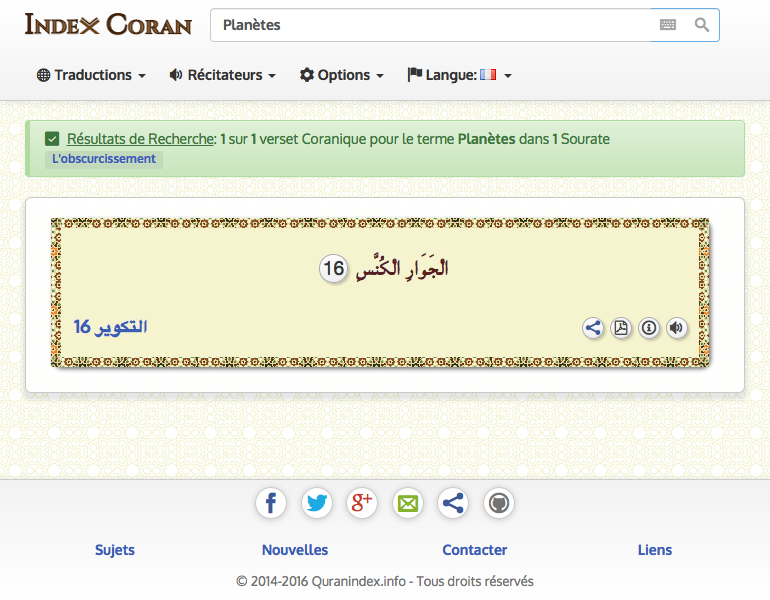 Index Coran
Planètes
Traductions
Récitateurs
Options
Langue:
Résultats de Recherche: 1 sur 1 verset Coranique pour le terme Planètes dans 1 Sourate
L'obscurcissement
الْجَوَارِ الْكُنَّسِ 16
التكوير 16
Sujets
Nouvelles
Contacter
Liens
© 2014-2016 Quranindex.info - Tous droits réservés